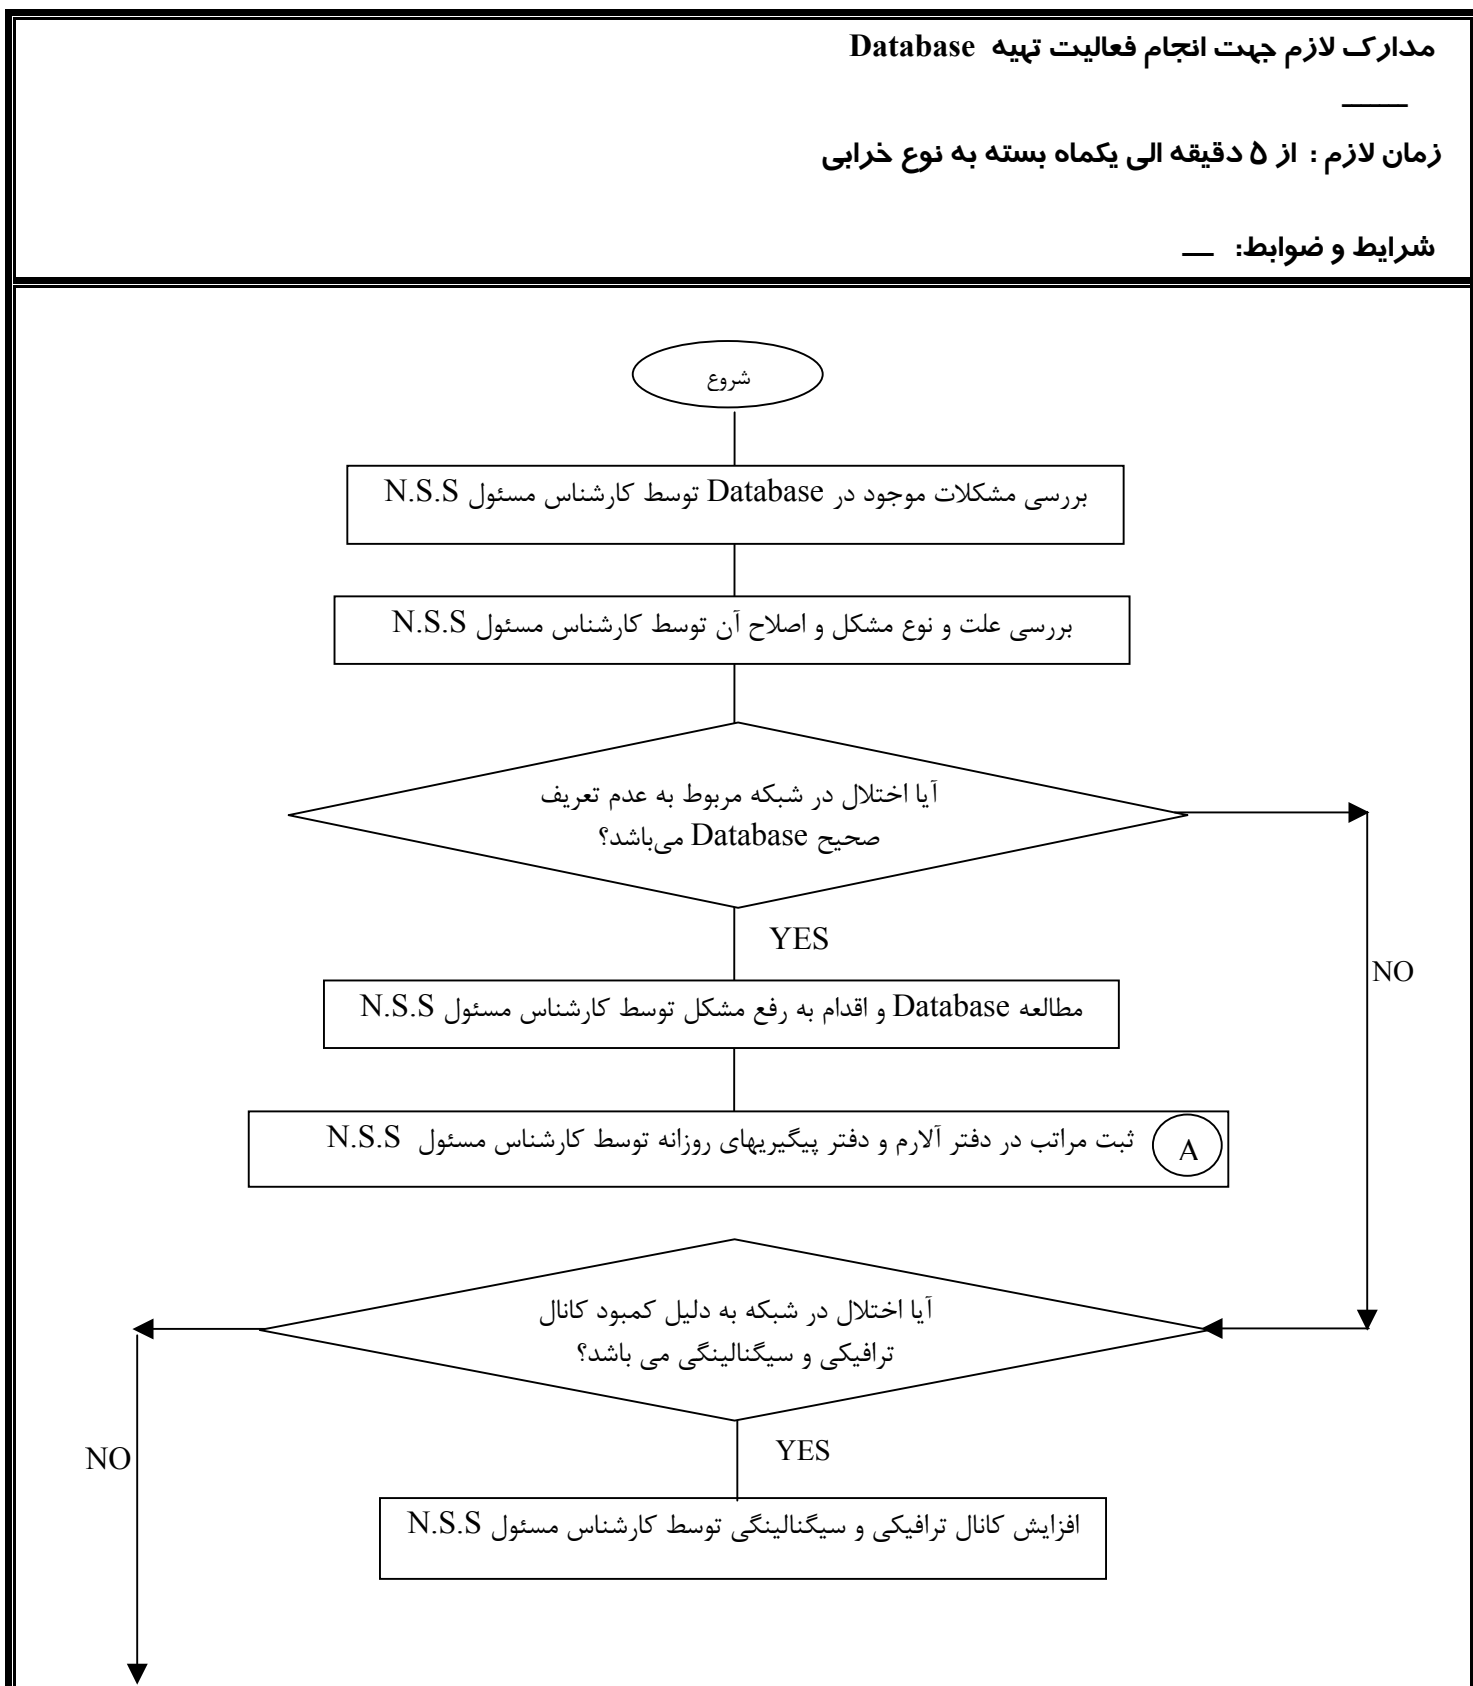 مدارک لازم جهت انجام فعالیت تهیه Database
ــــــ
زمان لازم : از ۵ دقیقه الی یکماه بسته به نوع خرابی
شرایط و ضوابط: ـــ
شروع
بررسی مشکلات موجود در Database توسط کارشناس مسئول N.S.S
بررسی علت و نوع مشکل و اصلاح آن توسط کارشناس مسئول N.S.S
آیا اختلال در شبکه مربوط به عدم تعریف
صحیح Database می‌باشد؟
YES
NO
مطالعه Database و اقدام به رفع مشکل توسط کارشناس مسئول N.S.S
A
ثبت مراتب در دفتر آلارم و دفتر پیگیریهای روزانه توسط کارشناس مسئول N.S.S
آیا اختلال در شبکه به دلیل کمبود کانال
ترافیکی و سیگنالینگی می باشد؟
YES
NO
افزایش کانال ترافیکی و سیگنالینگی توسط کارشناس مسئول N.S.S